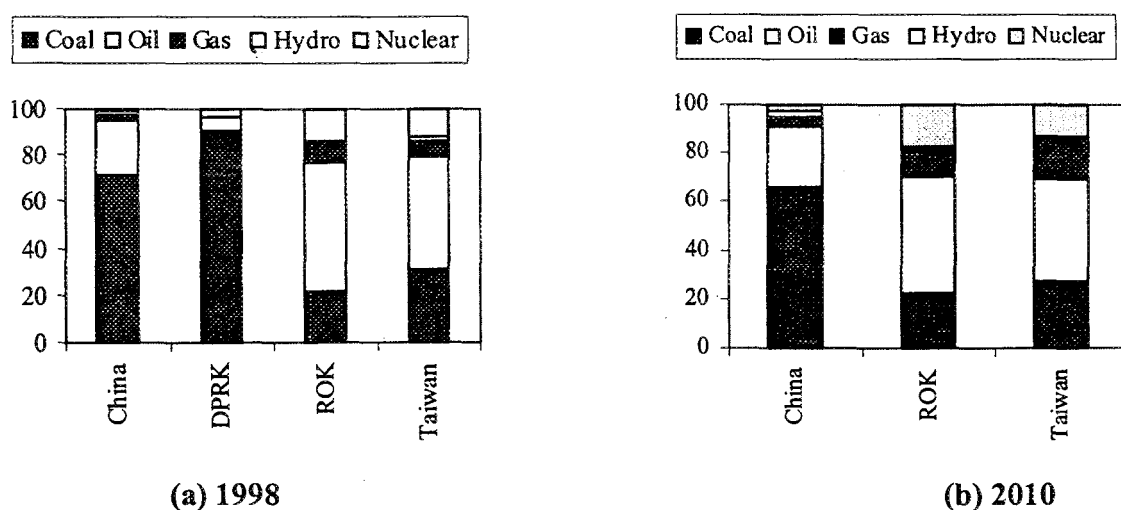 Coal Oil Gas Hydro Nuclear
100
80
60
40
20
0
China
DPRK
ROK
Taiwan
(a) 1998
Coal Oil Gas Hydro Nuclear
100
80
60
40
20
0
China
ROK
Taiwan
(b) 2010